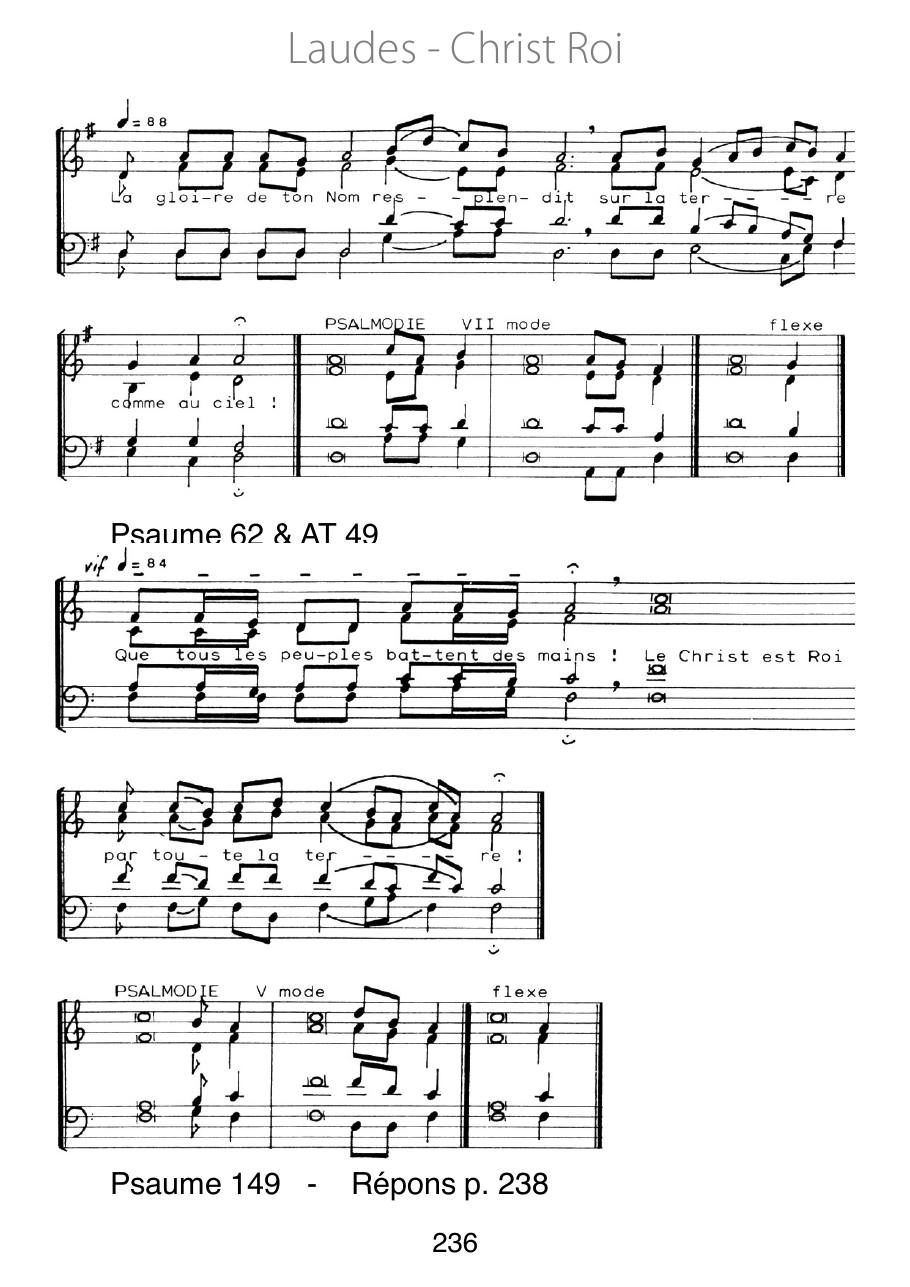 Laudes - Christ Roi
= 88
La gloi-re de ton Nom res - - plen- dit sur la ter - - - - re
PSALMODIE VII mode flexe
comme au ciel !
Psaume 62 & AT 49
vif = 84
Que tous les peu-ples bat-tent des mains ! Le Christ est Roi
par tou - te la ter - - - - re !
PSALMODIE V mode flexe
Psaume 149 - Répons p. 238
236